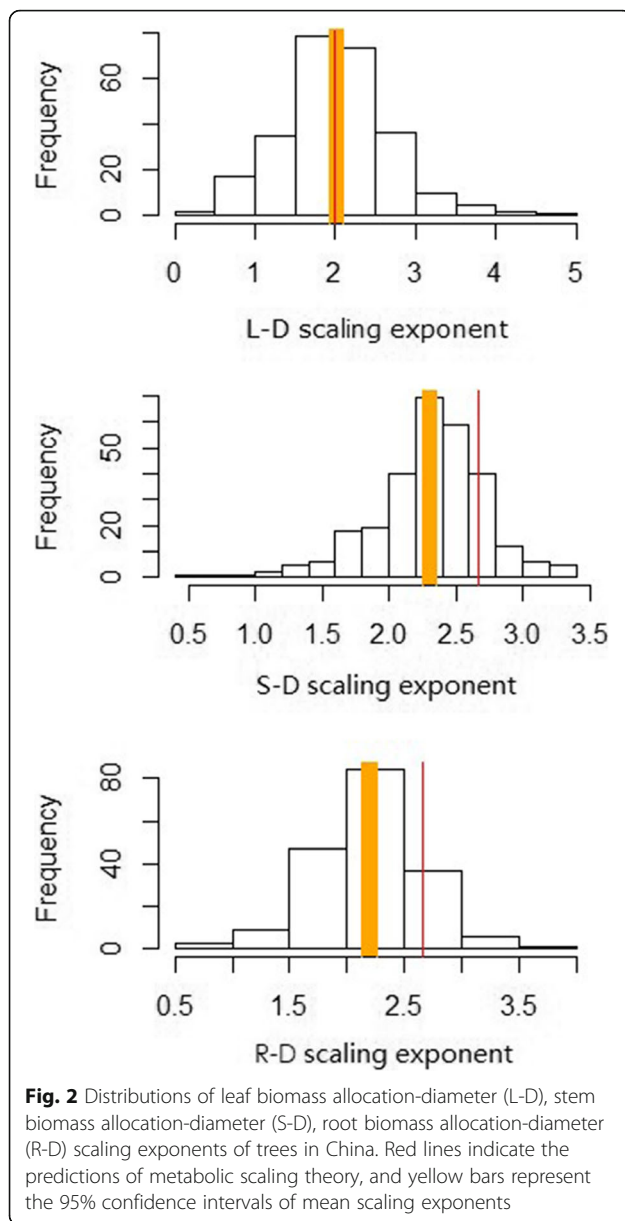 Frequency
60
20
0
0 1 2 3 4 5
L-D scaling exponent
Frequency
50
20
0
0.5 1.0 1.5 2.0 2.5 3.0 3.5
S-D scaling exponent
Frequency
80
40
0
0.5 1.5 2.5 3.5
R-D scaling exponent
Fig. 2 Distributions of leaf biomass allocation-diameter (L-D), stem
biomass allocation-diameter (S-D), root biomass allocation-diameter
(R-D) scaling exponents of trees in China. Red lines indicate the
predictions of metabolic scaling theory, and yellow bars represent
the 95% confidence intervals of mean scaling exponents